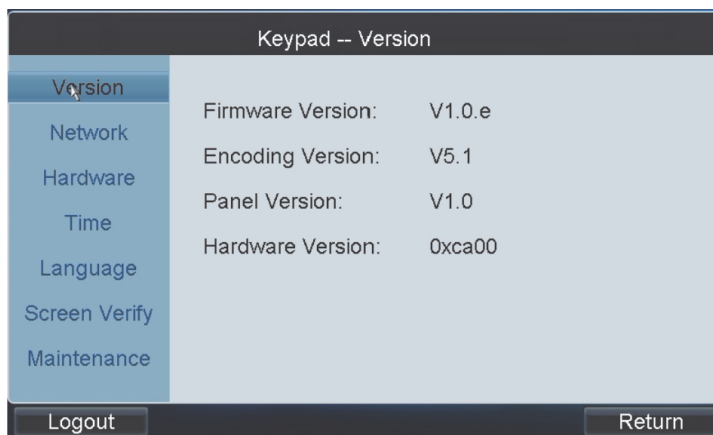 Keypad -- Version
Version
Network
Hardware
Time
Language
Screen Verify
Maintenance
Firmware Version: V1.0.e
Encoding Version: V5.1
Panel Version: V1.0
Hardware Version: 0xca00
Logout
Return